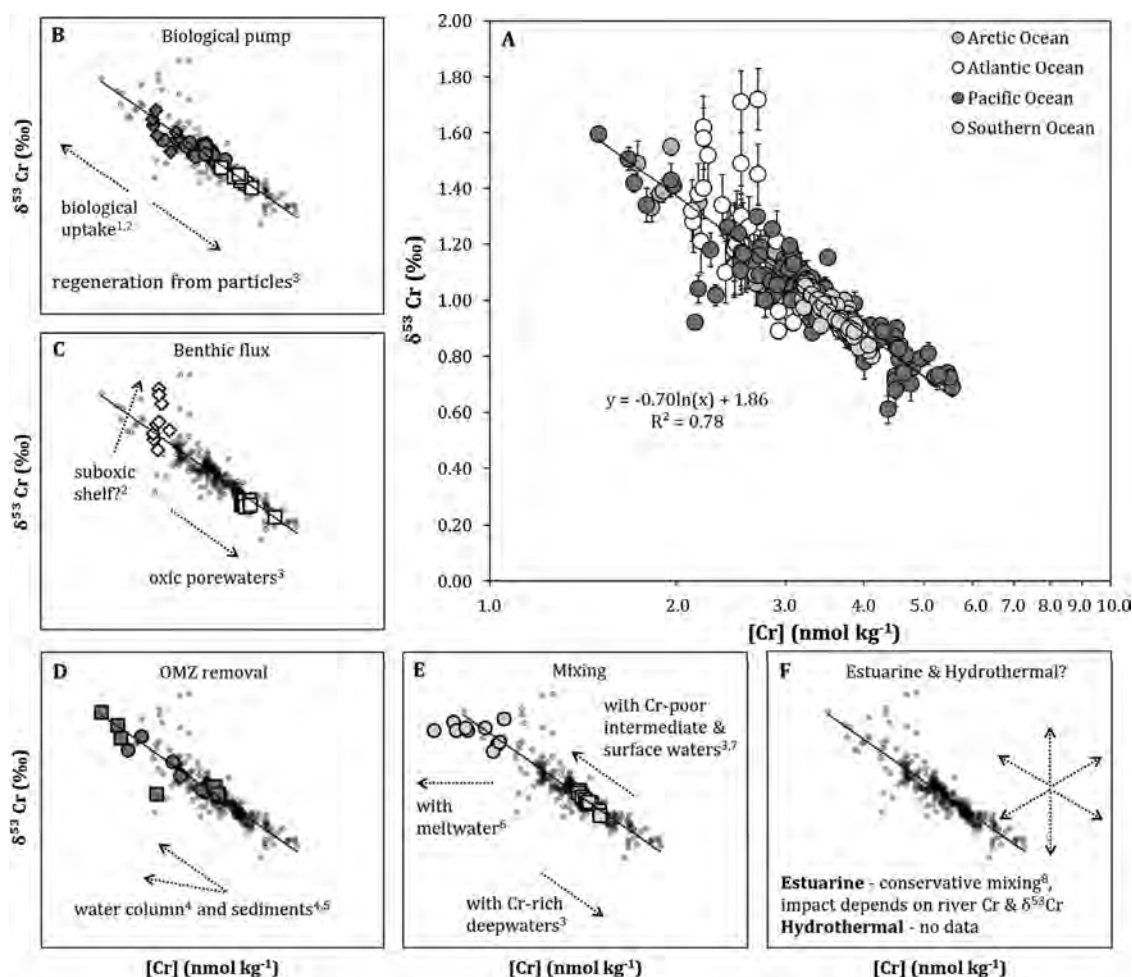 B
Biological pump
δ⁵³ Cr (‰)
biological
uptake¹,²
regeneration from particles³
C
Benthic flux
δ⁵³ Cr (‰)
suboxic
shelf?²
oxic porewaters³
A
2.00
1.80
1.60
1.40
1.20
1.00
0.80
0.60
0.40
0.20
0.00
δ⁵³ Cr (‰)
Arctic Ocean
Atlantic Ocean
Pacific Ocean
Southern Ocean
y = -0.70ln(x) + 1.86
R² = 0.78
1.0
2.0
3.0
4.0
5.0
6.0
7.0
8.0
9.0
10.0
[Cr] (nmol kg⁻¹)
D
OMZ removal
δ⁵³ Cr (‰)
water column⁴ and sediments⁴,⁵
[Cr] (nmol kg⁻¹)
E
Mixing
with Cr-poor
intermediate &
surface waters³,⁷
with
meltwater⁶
with Cr-rich
deepwaters³
[Cr] (nmol kg⁻¹)
F
Estuarine & Hydrothermal?
Estuarine - conservative mixing⁸,
impact depends on river Cr & δ⁵³Cr
Hydrothermal - no data
[Cr] (nmol kg⁻¹)